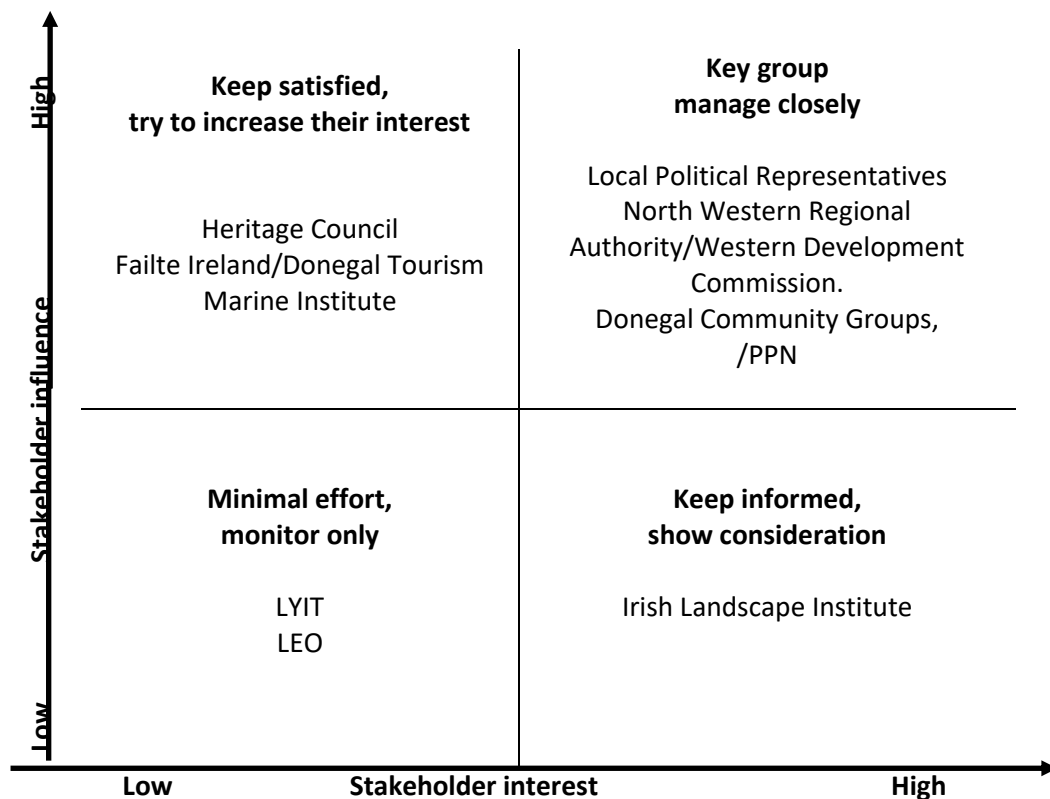 High
Stakeholder influence
Low
Keep satisfied,
try to increase their interest
Heritage Council
Failte Ireland/Donegal Tourism
Marine Institute
Key group
manage closely
Local Political Representatives
North Western Regional
Authority/Western Development
Commission.
Donegal Community Groups,
/PPN
Minimal effort,
monitor only
LYIT
LEO
Keep informed,
show consideration
Irish Landscape Institute
Low
Stakeholder interest
High